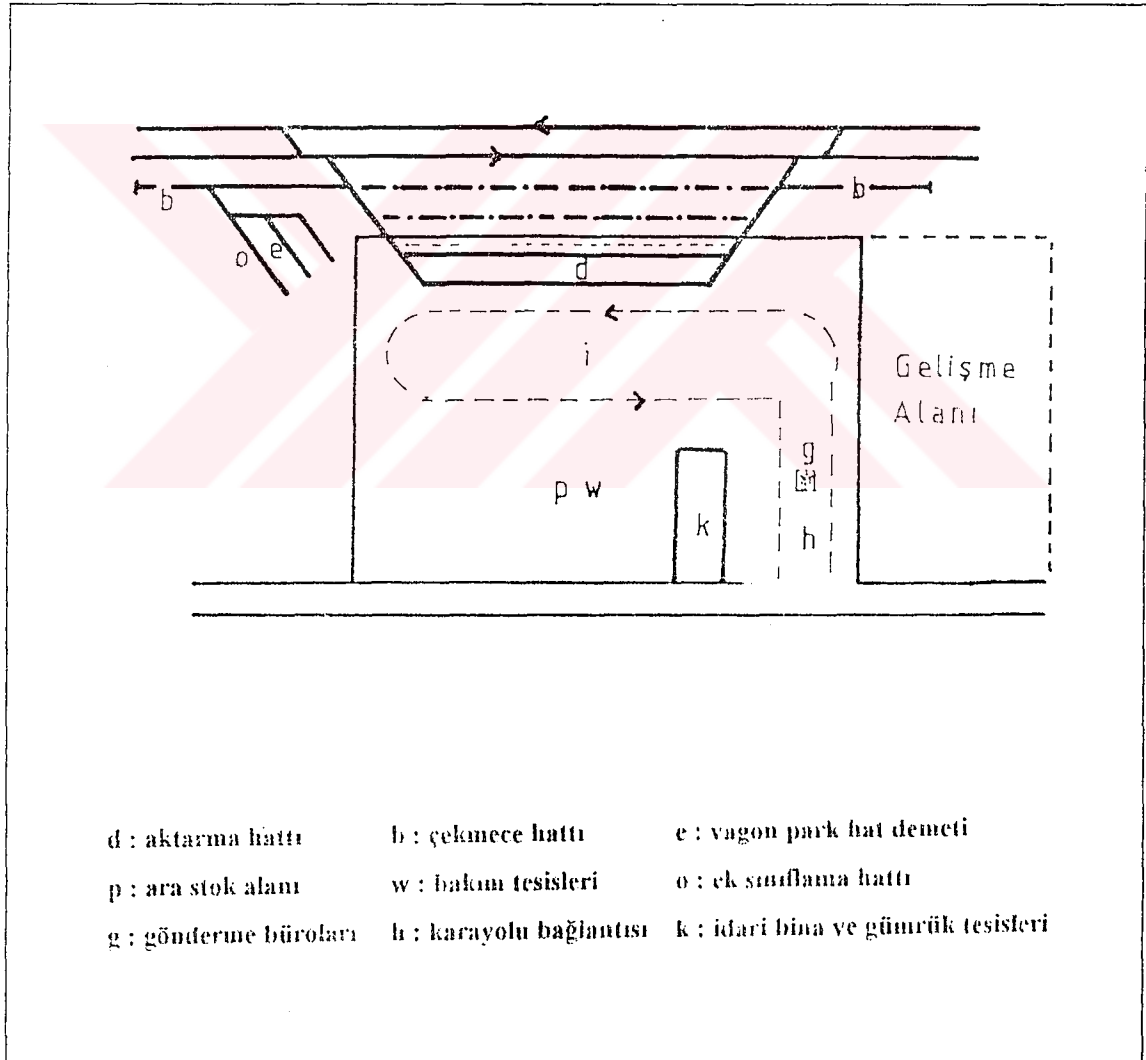 b
b
e
o
d
i
Gelişme
Alanı
g
p w
k
h
d : aktarma hattı b : çekmece hattı e : vagon park hat demeti
p : ara stok alanı w : bakım tesisleri o : ek sınıflama hattı
g : gönderme büroları h : karayolu bağlantısı k : idari bina ve gümrük tesisleri